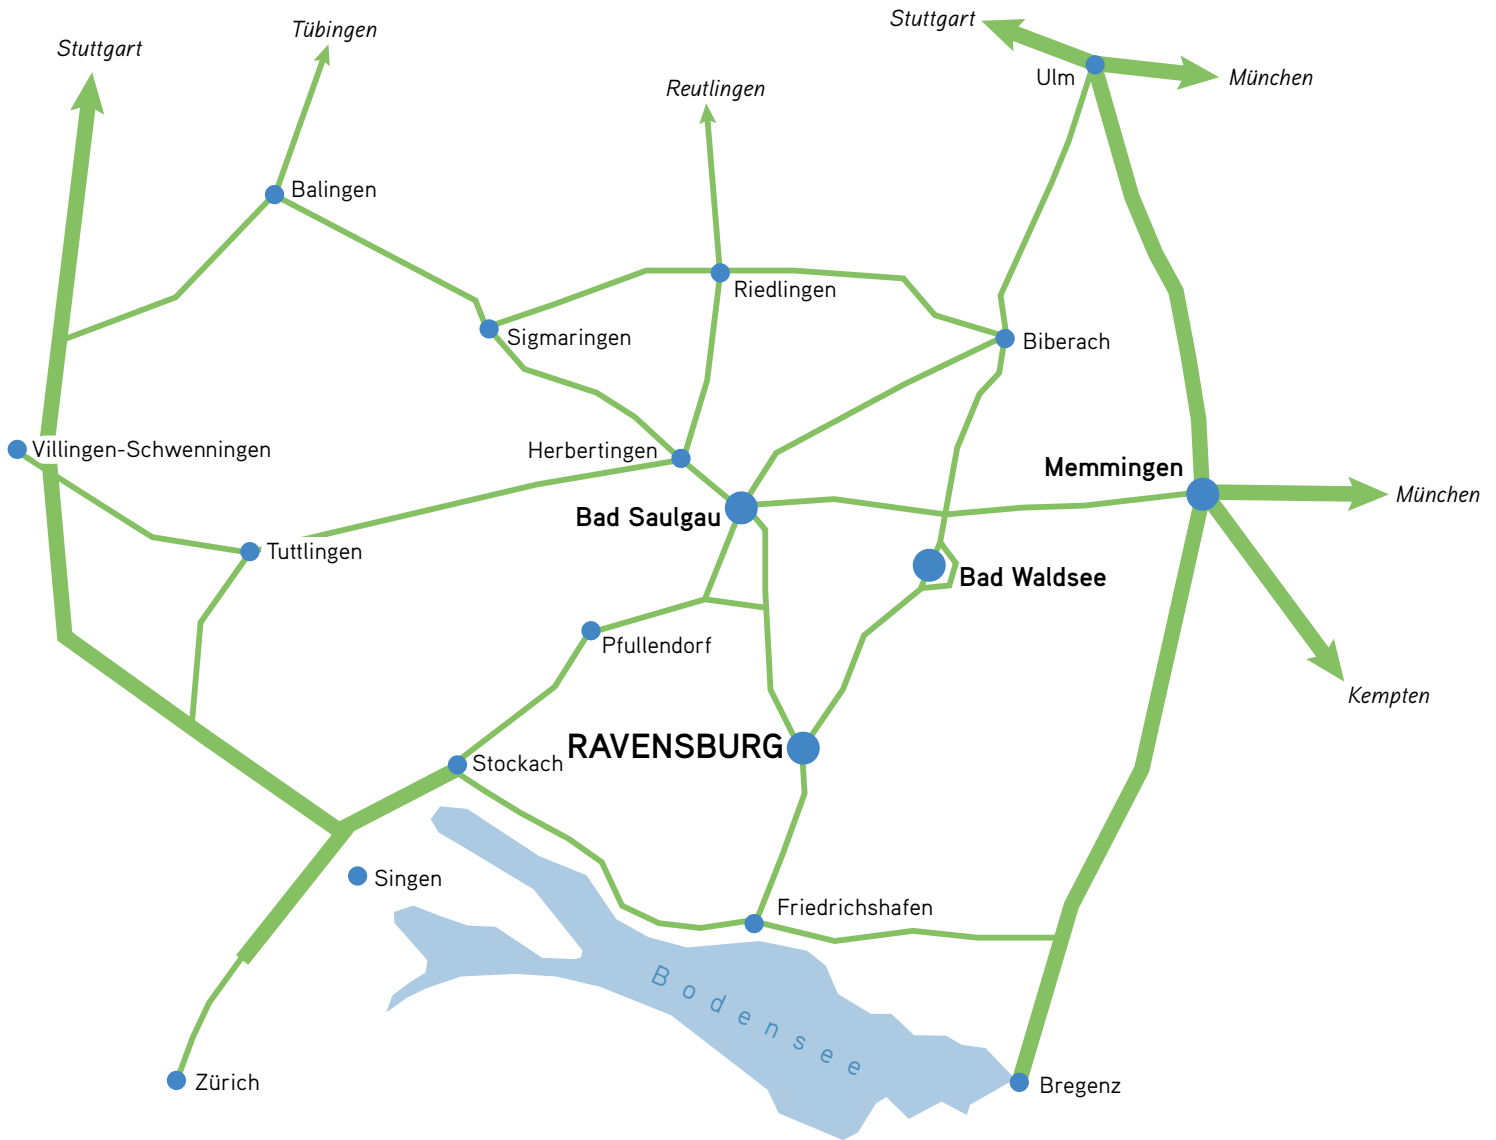 Stuttgart
Tübingen
Stuttgart
Ulm
München
Reutlingen
Balingen
Riedlingen
Sigmaringen
Biberach
Villingen-Schwenningen
Herbertingen
Memmingen
München
Bad Saulgau
Tuttlingen
Bad Waldsee
Pfullendorf
Kempten
RAVENSBURG
Stockach
Singen
Friedrichshafen
Bodensee
Zürich
Bregenz